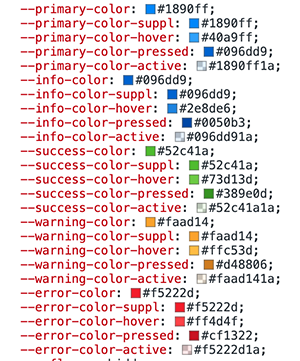 --primary-color: #1890ff;
--primary-color-suppl: #1890ff;
--primary-color-hover: #40a9ff;
--primary-color-pressed: #096dd9;
--primary-color-active: #1890ff1a;
--info-color: #096dd9;
--info-color-suppl: #096dd9;
--info-color-hover: #2e8de6;
--info-color-pressed: #0050b3;
--info-color-active: #096dd91a;
--success-color: #52c41a;
--success-color-suppl: #52c41a;
--success-color-hover: #73d13d;
--success-color-pressed: #389e0d;
--success-color-active: #52c41a1a;
--warning-color: #faad14;
--warning-color-suppl: #faad14;
--warning-color-hover: #ffc53d;
--warning-color-pressed: #d48806;
--warning-color-active: #faad141a;
--error-color: #f5222d;
--error-color-suppl: #f5222d;
--error-color-hover: #ff4d4f;
--error-color-pressed: #cf1322;
--error-color-active: #f5222d1a;